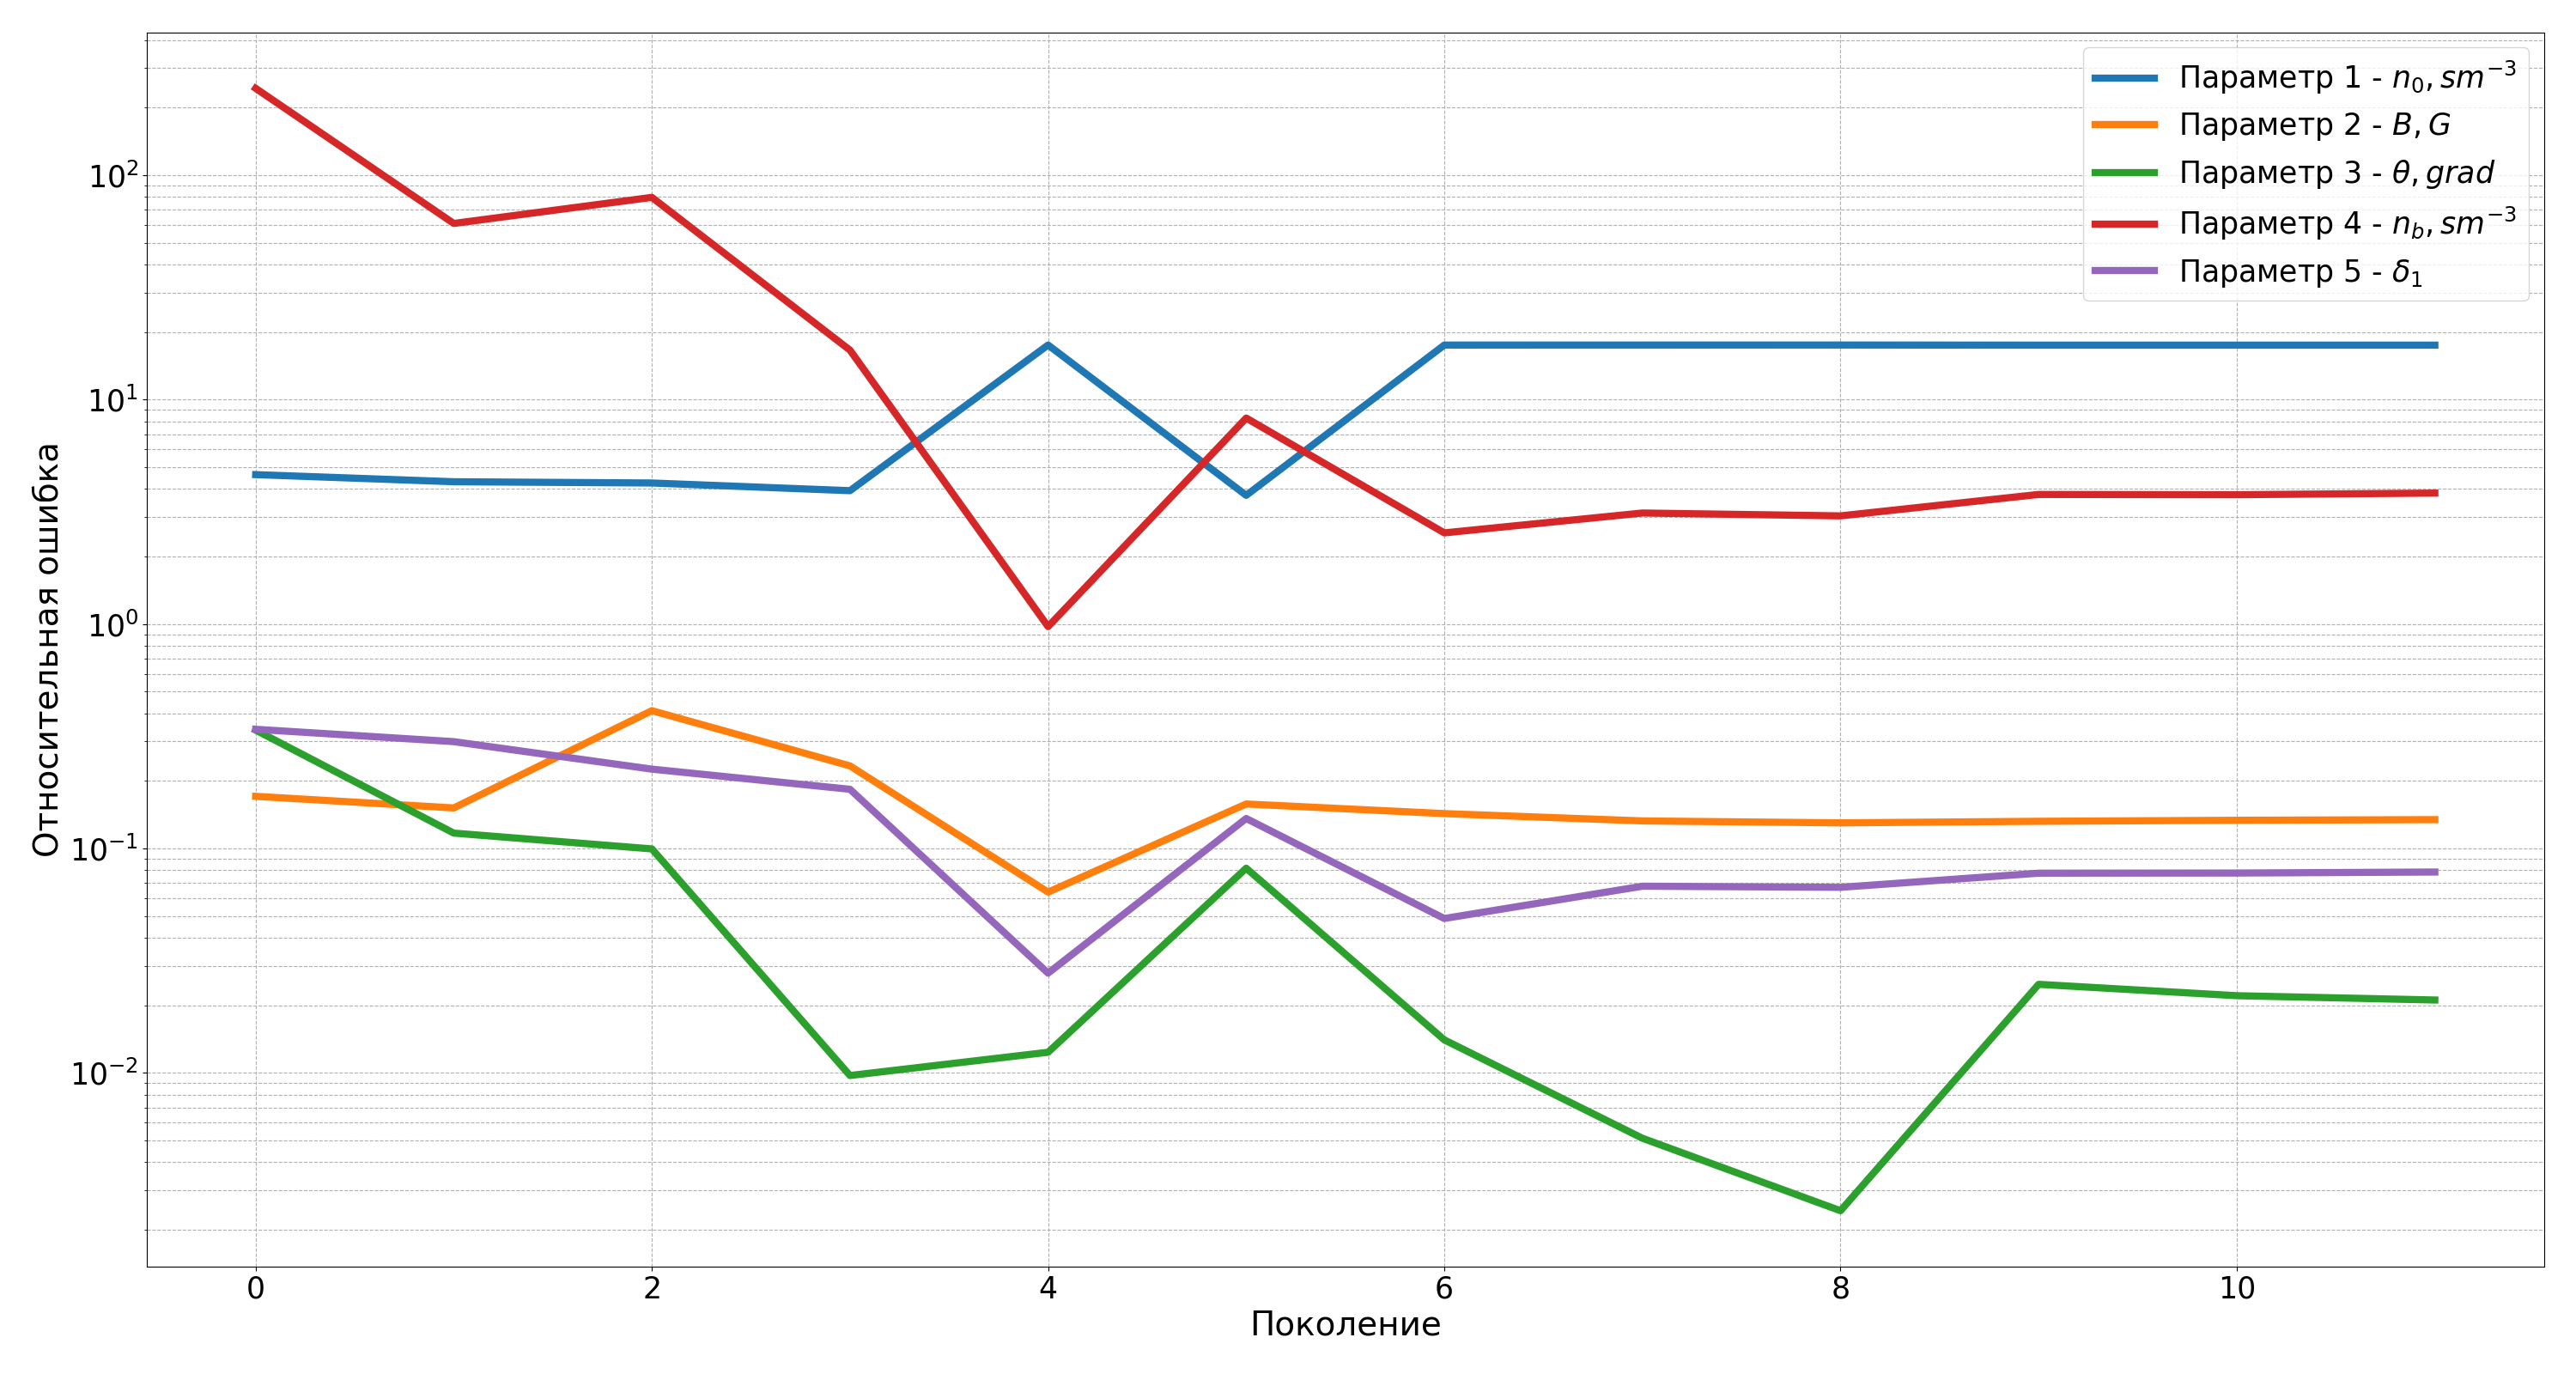 Относительная ошибка
10²
10¹
10⁰
10⁻¹
10⁻²
Параметр 1 - n₀, sm⁻³
Параметр 2 - B, G
Параметр 3 - θ, grad
Параметр 4 - n_b, sm⁻³
Параметр 5 - δ₁
0 2 4 6 8 10
Поколение